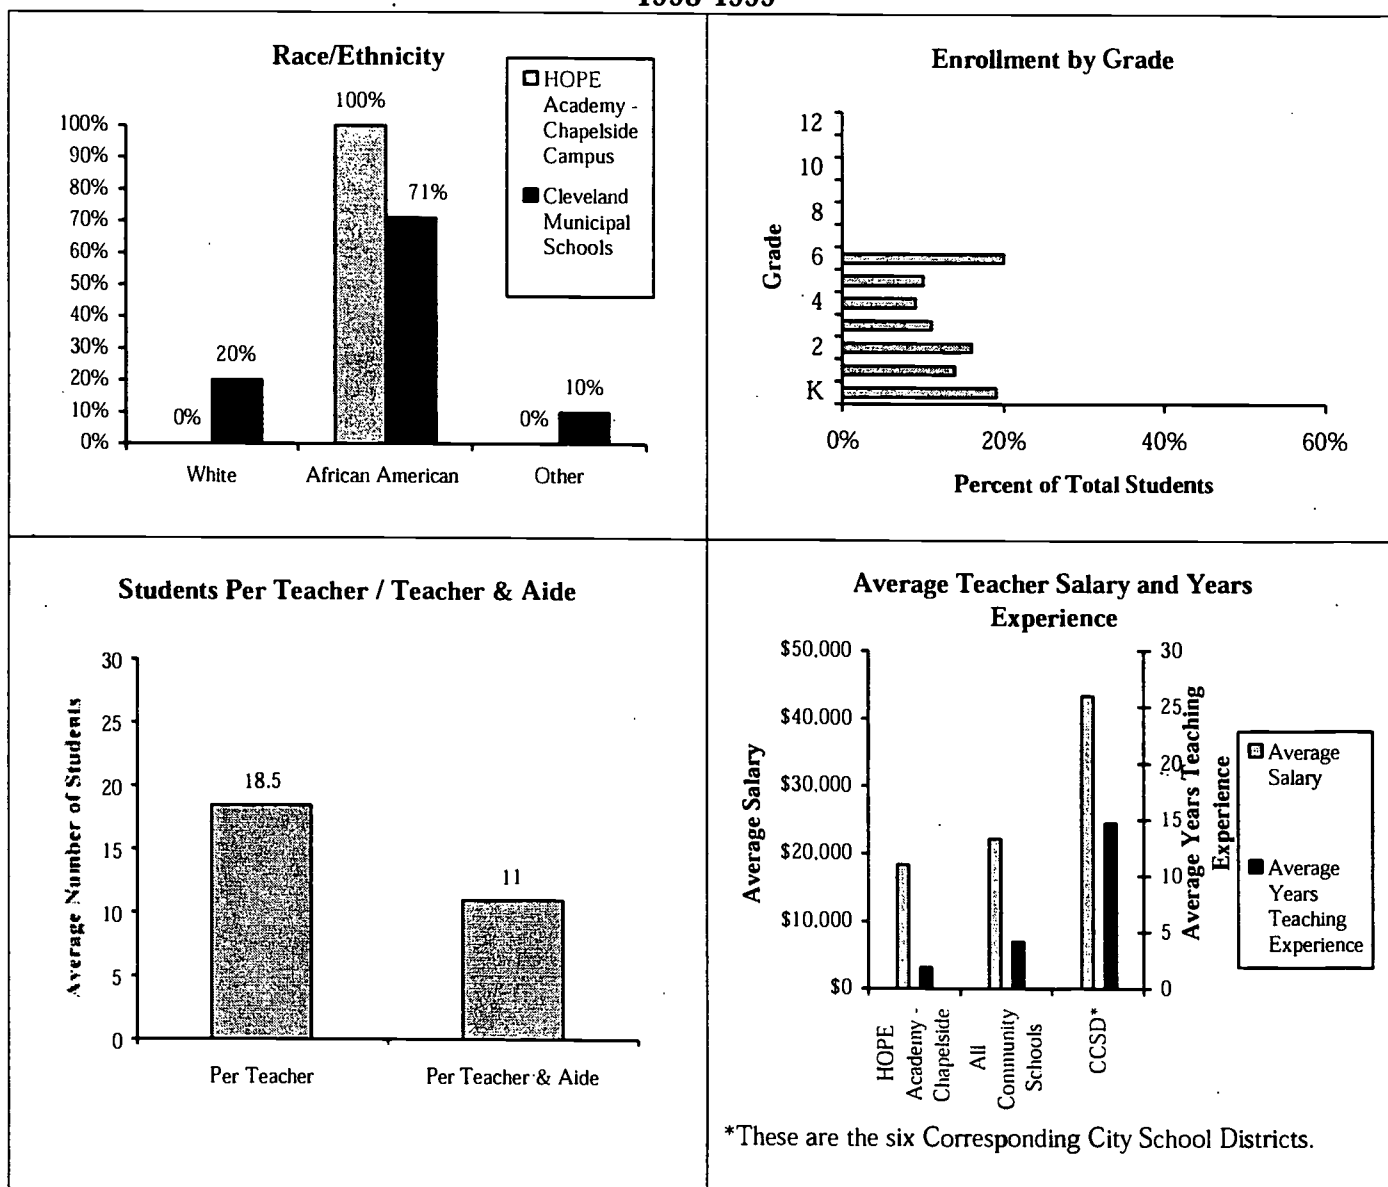 Race/Ethnicity
HOPE
Academy -
Chapelside
Campus
Cleveland
Municipal
Schools
100%
90%
80%
70%
60%
50%
40%
30%
20%
10%
0%
0%
20%
100%
71%
0%
10%
White
African American
Other
Enrollment by Grade
Grade
12
10
8
6
4
2
K
0%
20%
40%
60%
Percent of Total Students
Students Per Teacher / Teacher & Aide
Average Number of Students
30
25
20
15
10
5
0
18.5
11
Per Teacher
Per Teacher & Aide
Average Teacher Salary and Years
Experience
Average Salary
$50,000
$40,000
$30,000
$20,000
$10,000
$0
30
25
20
15
10
5
0
Average Years Teaching
Experience
HOPE
Academy -
Chapelside
All
Community
Schools
CCSD*
Average
Salary
Average
Years
Teaching
Experience
*These are the six Corresponding City School Districts.